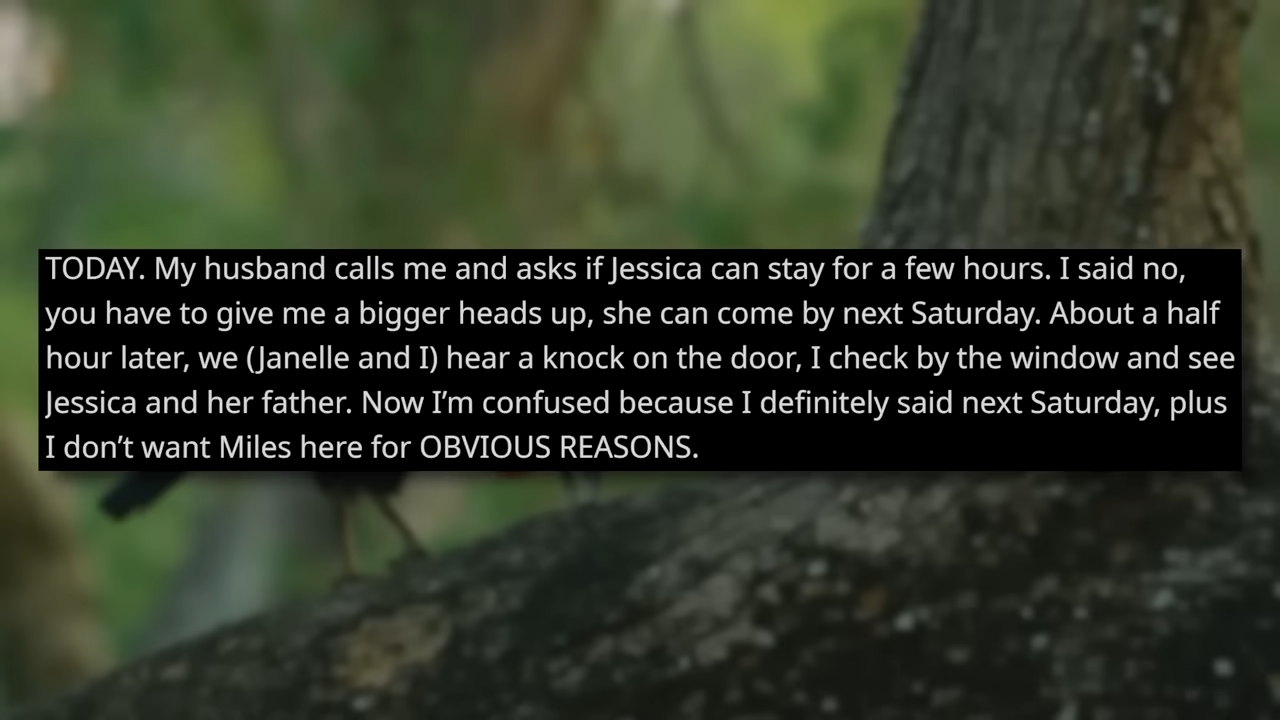 TODAY. My husband calls me and asks if Jessica can stay for a few hours. I said no,
you have to give me a bigger heads up, she can come by next Saturday. About a half
hour later, we (Janelle and I) hear a knock on the door, I check by the window and see
Jessica and her father. Now I’m confused because I definitely said next Saturday, plus
I don’t want Miles here for OBVIOUS REASONS.